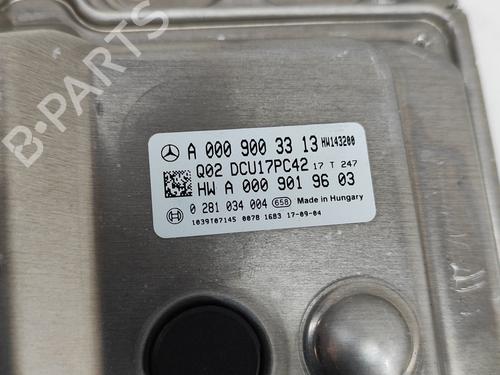 A 000 900 33 13 HW143200
Q02 DCU17PC42 17 T 247
HW A 000 901 96 03
0 281 034 004 658 Made in Hungary
1039T07145 0078 1683 17-09-04
B-PARTS